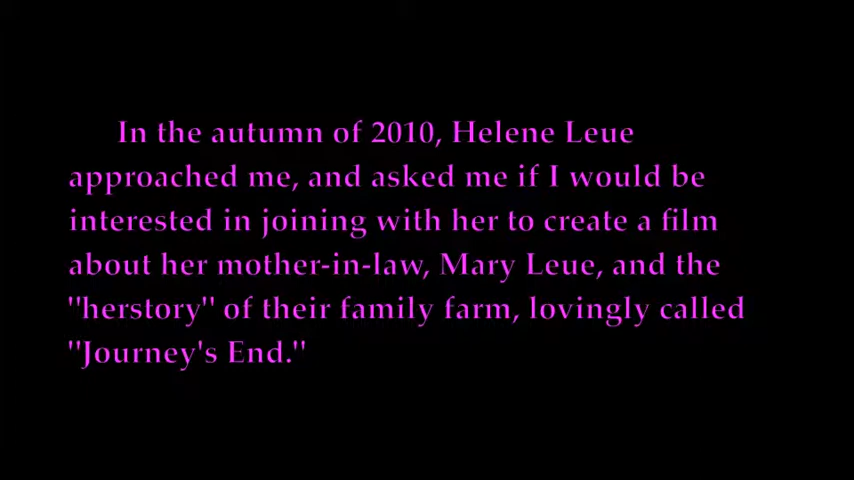 In the autumn of 2010, Helene Leue
approached me, and asked me if I would be
interested in joining with her to create a film
about her mother-in-law, Mary Leue, and the
"herstory" of their family farm, lovingly called
"Journey's End."